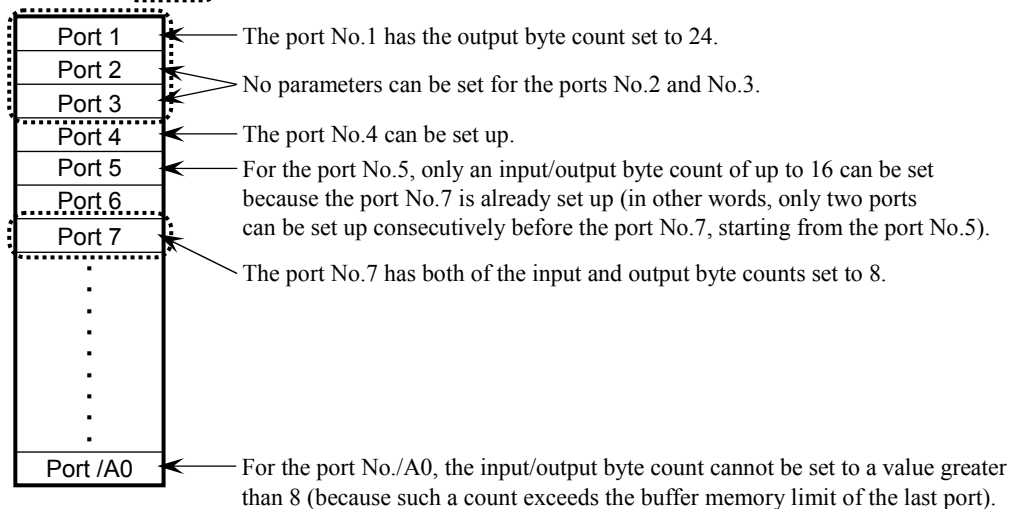 Port 1
The port No.1 has the output byte count set to 24.
Port 2
No parameters can be set for the ports No.2 and No.3.
Port 3
Port 4
The port No.4 can be set up.
Port 5
For the port No.5, only an input/output byte count of up to 16 can be set
because the port No.7 is already set up (in other words, only two ports
can be set up consecutively before the port No.7, starting from the port No.5).
Port 6
Port 7
The port No.7 has both of the input and output byte counts set to 8.
Port /A0
For the port No./A0, the input/output byte count cannot be set to a value greater
than 8 (because such a count exceeds the buffer memory limit of the last port).